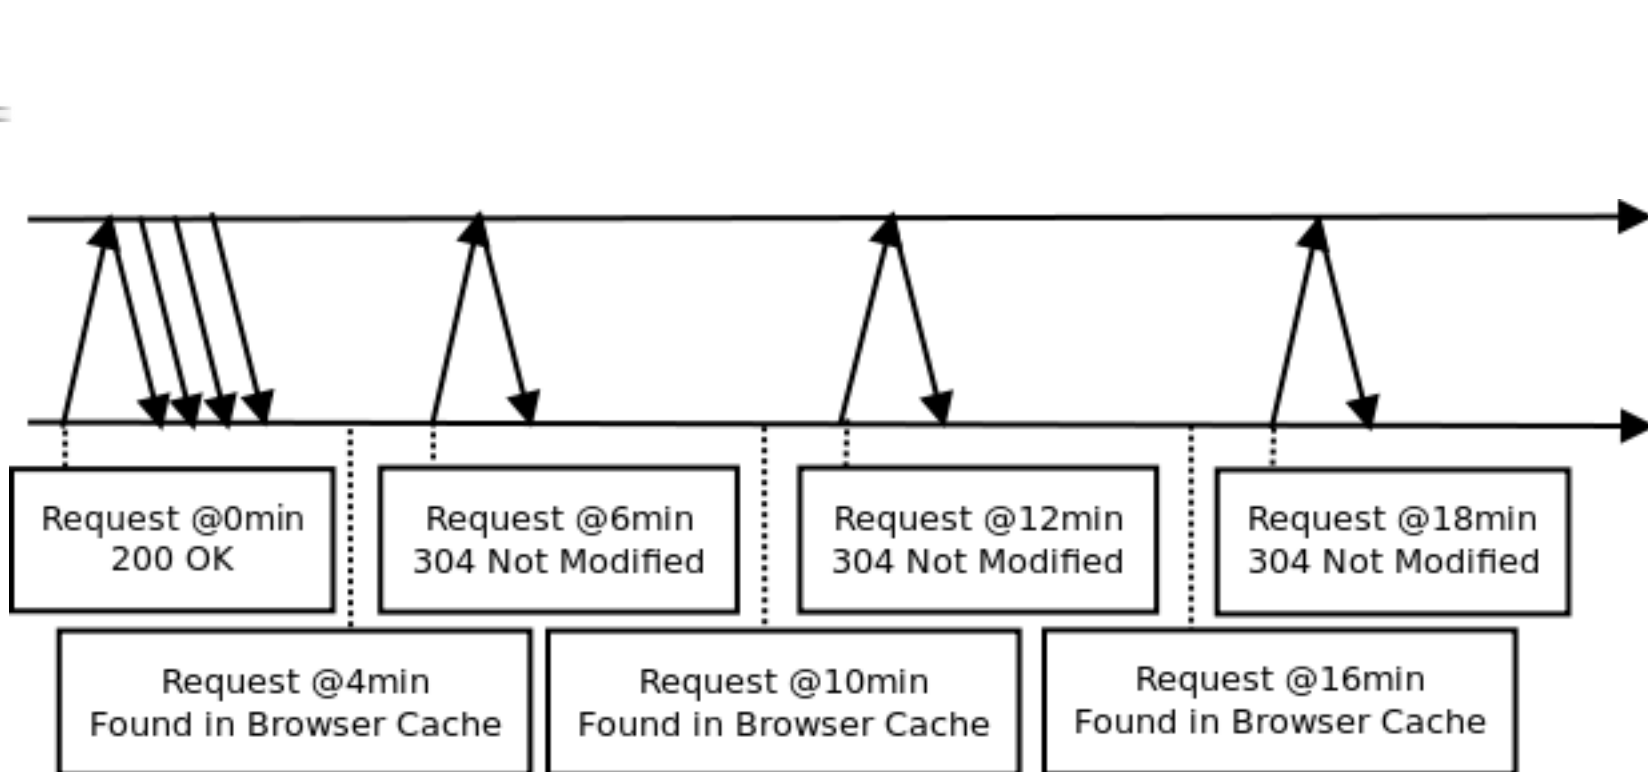 Request @0min
200 OK
Request @6min
304 Not Modified
Request @12min
304 Not Modified
Request @18min
304 Not Modified
Request @4min
Found in Browser Cache
Request @10min
Found in Browser Cache
Request @16min
Found in Browser Cache